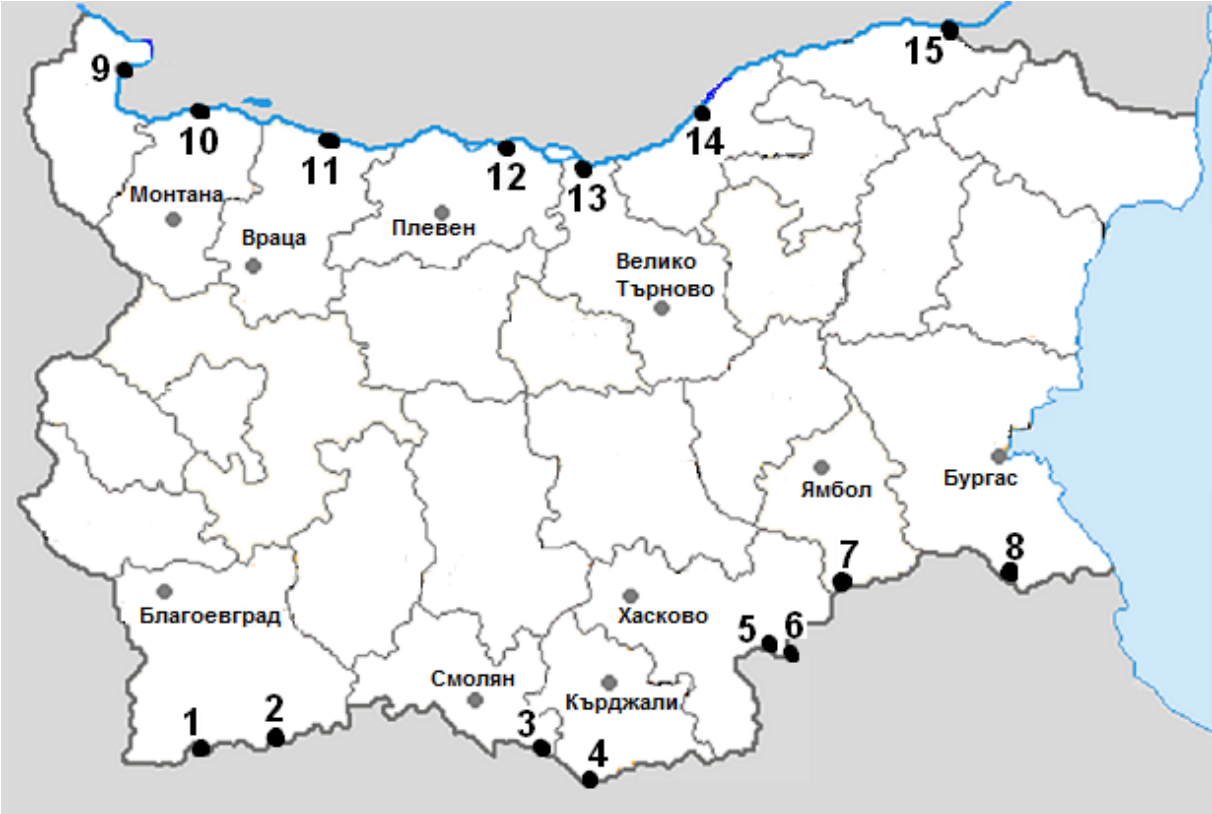 15
9
10
14
11
12
13
Монтана
Враца
Плевен
Велико
Търново
Ямбол
Бургас
7
8
Благоевград
Хасково
5
6
Смолян
Кърджали
1
2
3
4